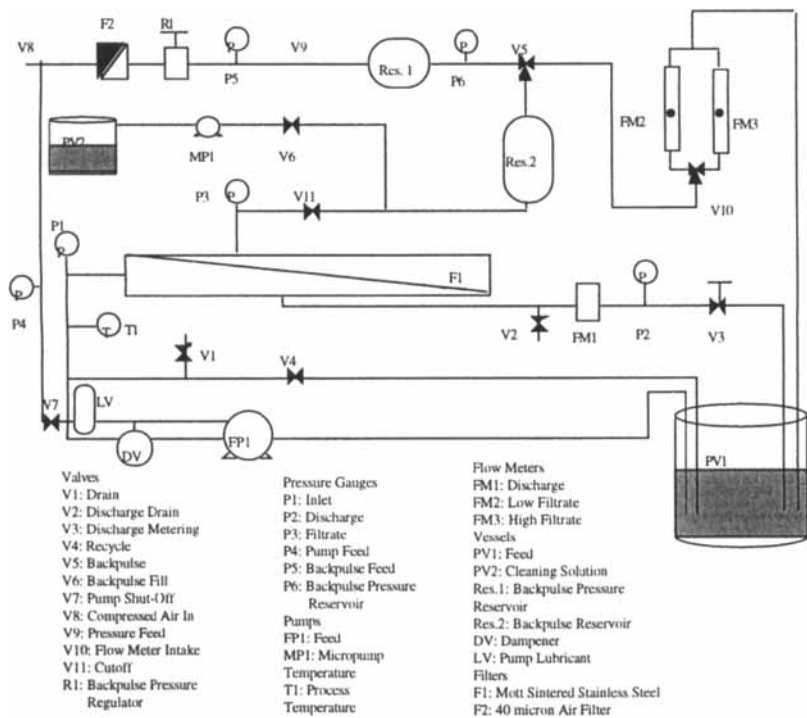 V8
F2
R1
P
P5
V9
Res. 1
P
P6
V5
FM2
FM3
PV2
MP1
V6
Res.2
V10
P3
P
V11
P1
P
F1
P
P4
T
T1
V1
V4
V2
FM1
P
P2
V3
V7
LV
DV
FP1
PV1
Valves
V1: Drain
V2: Discharge Drain
V3: Discharge Metering
V4: Recycle
V5: Backpulse
V6: Backpulse Fill
V7: Pump Shut-Off
V8: Compressed Air In
V9: Pressure Feed
V10: Flow Meter Intake
V11: Cutoff
R1: Backpulse Pressure
Regulator
Pressure Gauges
P1: Inlet
P2: Discharge
P3: Filtrate
P4: Pump Feed
P5: Backpulse Feed
P6: Backpulse Pressure
Reservoir
Pumps
FP1: Feed
MP1: Micropump
Temperature
T1: Process
Temperature
Flow Meters
FM1: Discharge
FM2: Low Filtrate
FM3: High Filtrate
Vessels
PV1: Feed
PV2: Cleaning Solution
Res.1: Backpulse Pressure
Reservoir
Res.2: Backpulse Reservoir
DV: Dampener
LV: Pump Lubricant
Filters
F1: Mott Sintered Stainless Steel
F2: 40 micron Air Filter